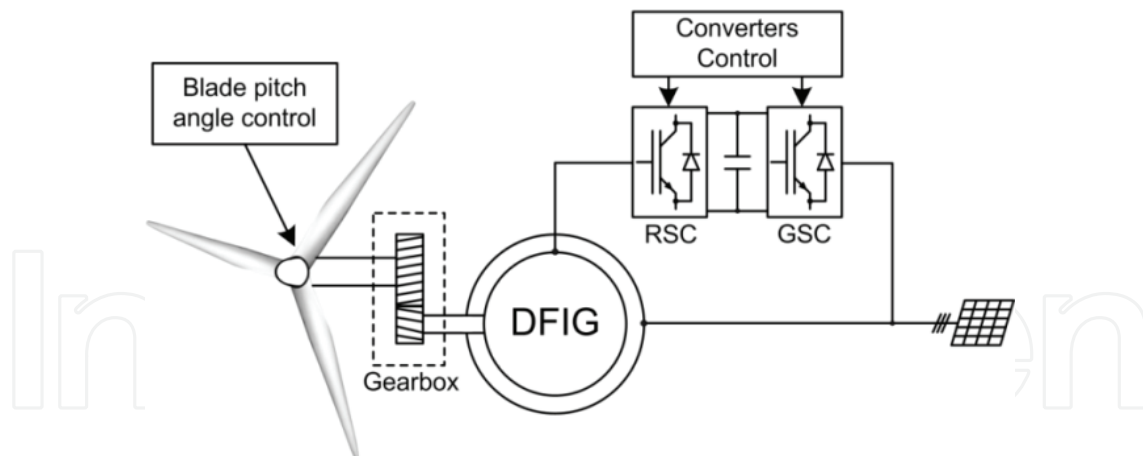 Converters
Control
Blade pitch
angle control
RSC
GSC
DFIG
Gearbox